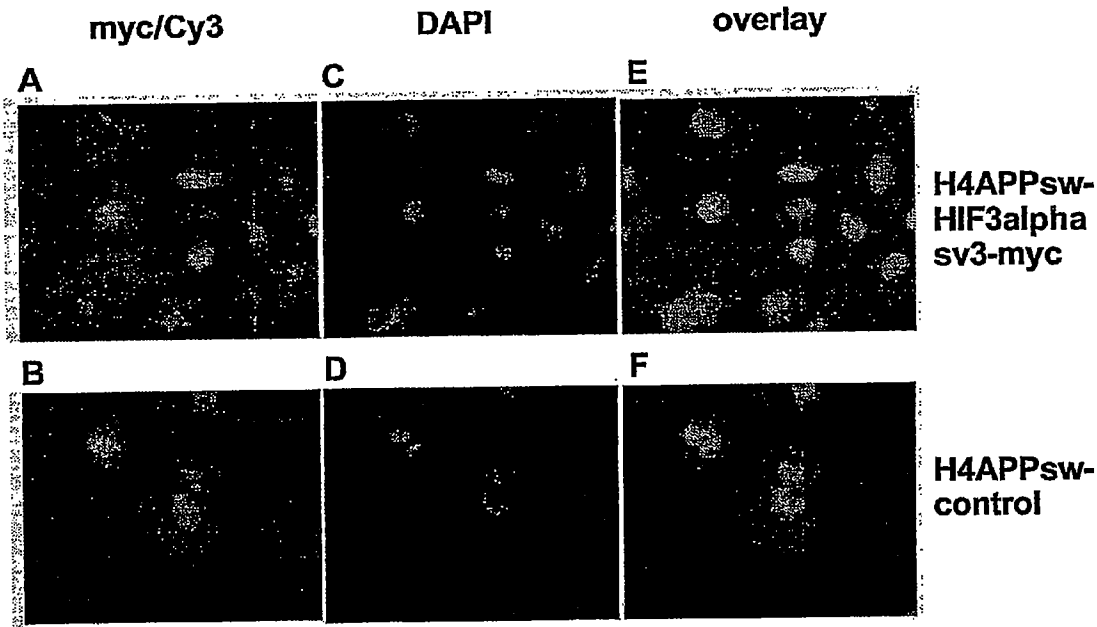 myc/Cy3
DAPI
overlay
A
C
E
H4APPsw-
HIF3alpha
sv3-myc
B
D
F
H4APPsw-
control